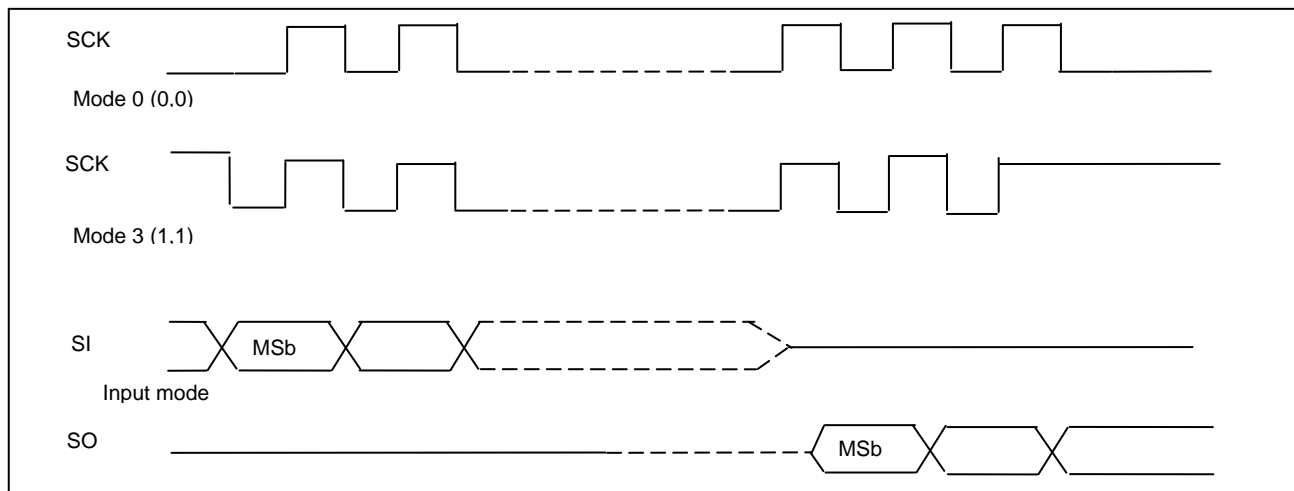 SCK
Mode 0 (0,0)
SCK
Mode 3 (1,1)
SI
MSb
Input mode
SO
MSb